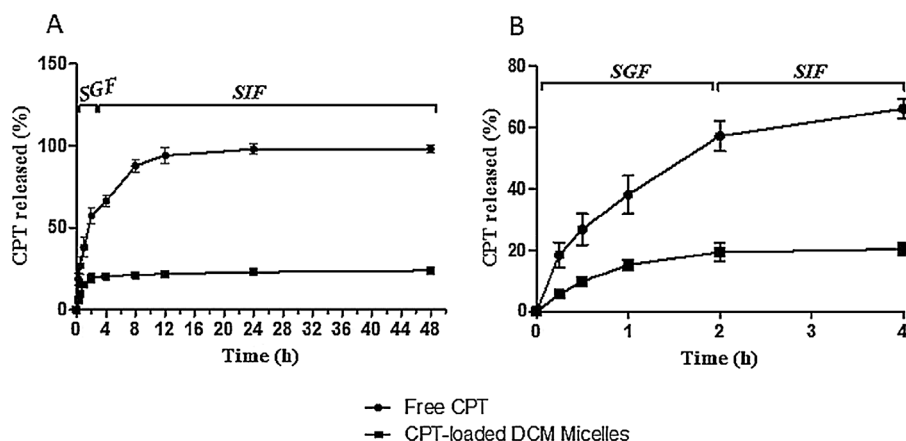 A
CPT released (%)
150
100
50
0
SGF
SIF
0 4 8 12 16 20 24 28 32 36 40 44 48
Time (h)
B
CPT released (%)
80
60
40
20
0
SGF
SIF
0 1 2 3 4
Time (h)
Free CPT
CPT-loaded DCM Micelles